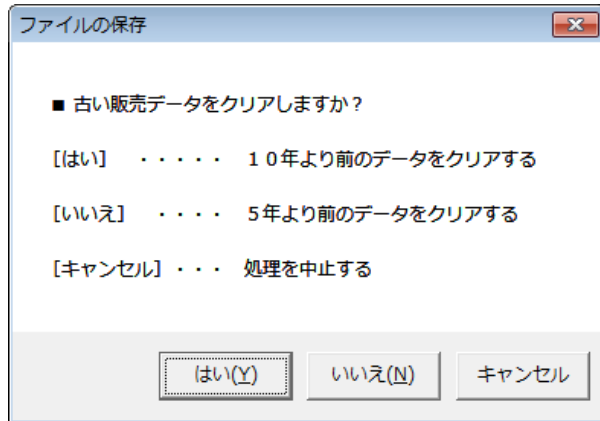 ファイルの保存
■ 古い販売データをクリアしますか？
[はい] ・・・・・ １０年より前のデータをクリアする
[いいえ] ・・・・ 5年より前のデータをクリアする
[キャンセル] ・・・ 処理を中止する
はい(Y) いいえ(N) キャンセル